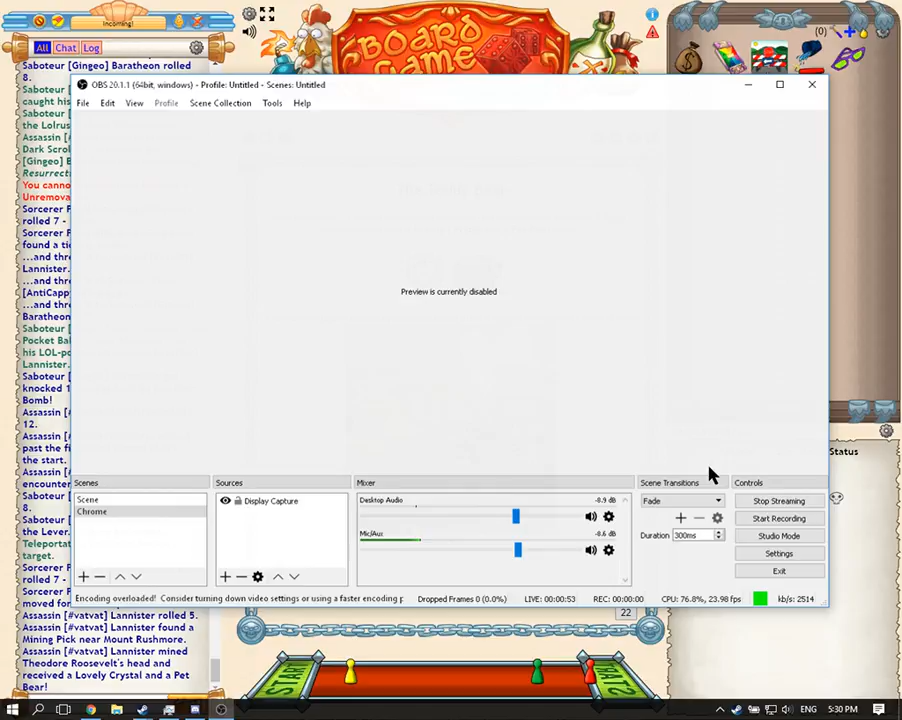 Incoming!
All Chat Log
(0)
BOARD
GAME
Saboteur [Gingeo] Baratheon rolled
8.
Saboteur [
caught his
the Lolrus
Assassin [#
Dark Scrol
[Gingeo] B
Resurrecti
You canno
Unremova
Sorcerer F
rolled 7 -
Sorcerer F
found a tic
...and thre
Lannister.
...and thre
[AntiCapp
...and thre
Baratheon
Saboteur [
Pocket Bal
his LOL-po
Lannister.
Saboteur [
knocked 1
Bomb!
Assassin [#
12.
Assassin [#
past the fi
the start.
Assassin [#
encounter
Saboteur [
8.
Saboteur [
the Lever.
Teleportat
target.
Sorcerer F
rolled 7 -
Sorcerer F
moved for
Assassin [#vatvat] Lannister rolled 5.
Assassin [#vatvat] Lannister found a
Mining Pick near Mount Rushmore.
Assassin [#vatvat] Lannister mined
Theodore Roosevelt's head and
received a Lovely Crystal and a Pet
Bear!
OBS 20.1.1 (64bit, windows) - Profile: Untitled - Scenes: Untitled
File Edit View Profile Scene Collection Tools Help
Preview is currently disabled
Scenes
Scene
Chrome
Sources
Display Capture
Mixer
Desktop Audio -8.9 dB
Mic/Aux -8.6 dB
Scene Transitions
Fade
Duration 300ms
Controls
Stop Streaming
Start Recording
Studio Mode
Settings
Exit
Encoding overloaded! Consider turning down video settings or using a faster encoding p
Dropped Frames 0 (0.0%) LIVE: 00:00:53 REC: 00:00:00 CPU: 76.8%, 23.98 fps kb/s: 2514
Status
22
START
START
ENG 5:30 PM